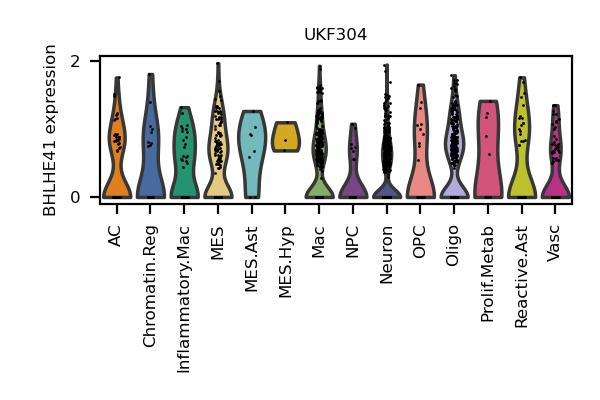 UKF304
BHLHE41 expression
2
0
AC
Chromatin.Reg
Inflammatory.Mac
MES
MES.Ast
MES.Hyp
Mac
NPC
Neuron
OPC
Oligo
Prolif.Metab
Reactive.Ast
Vasc